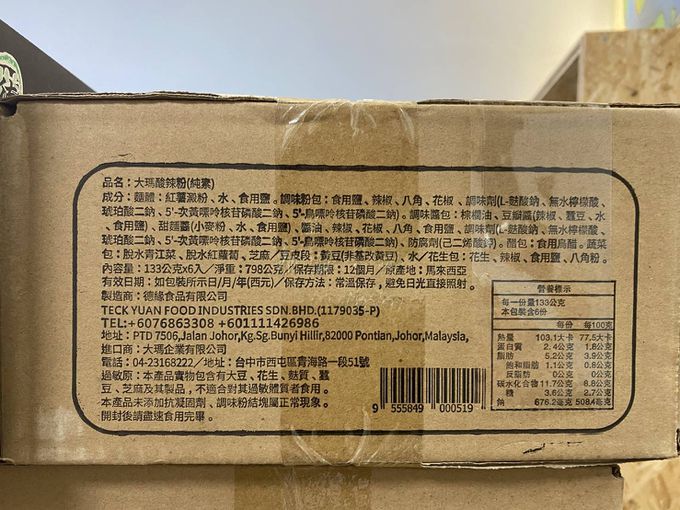 品名：大瑪酸辣粉(純素)
成分：麵體：紅薯澱粉、水、食用鹽。調味粉包：食用鹽、辣椒、八角、花椒、調味劑(L-麩酸鈉、無水檸檬酸、
琥珀酸二鈉、5'-次黃嘌呤核苷磷酸二鈉、5'-鳥嘌呤核苷磷酸二鈉)。調味醬包：棕櫚油、豆瓣醬(辣椒、蠶豆、水
、食用鹽)、甜麵醬(小麥粉、水、食用鹽)、醬油、辣椒、花椒、八角、食用鹽、調味劑(L-麩酸鈉、無水檸檬酸、
琥珀酸二鈉、5'-次黃嘌呤核苷磷酸二鈉、5'-鳥嘌呤核苷磷酸二鈉)、防腐劑(己二烯酸鉀)。醋包：食用烏醋。蔬菜
包：脫水青江菜、脫水紅蘿蔔、芝麻/豆皮段：黃豆(非基改黃豆)、水/花生包：花生、辣椒、食用鹽、八角粉。
內容量：133公克x6入/淨重：798公克/保存期限：12個月/原產地：馬來西亞
有效日期：如包裝所示日/月/年(西元)/保存方法：常溫保存，避免日光直接照射。
製造商：德緣食品有限公司
TECK YUAN FOOD INDUSTRIES SDN.BHD.(1179035-P)
TEL:+6076863308 +601111426986
地址：PTD 7506,Jalan Johor,Kg.Sg.Bunyi Hillir,82000 Pontian,Johor,Malaysia,
進口商：大瑪企業有限公司
電話：04-23168222／地址：台中市西屯區青海路一段51號
過敏原：本產品實物包含有大豆、花生、麩質、蠶
豆、芝麻及其製品，不適合對其過敏體質者食用。
本產品未添加抗凝固劑、調味粉結塊屬正常現象。
開封後請盡速食用完畢。
9 555849 000519
營養標示
每一份量133公克
本包裝含6份
每份 每100克
熱量 103.1大卡 77.5大卡
蛋白質 2.4公克 1.8公克
脂肪 5.2公克 3.9公克
飽和脂肪 1.1公克 0.8公克
反脂肪 0公克 0公克
碳水化合物 11.7公克 8.8公克
糖 3.6公克 2.7公克
鈉 676.2毫克 508.4毫克